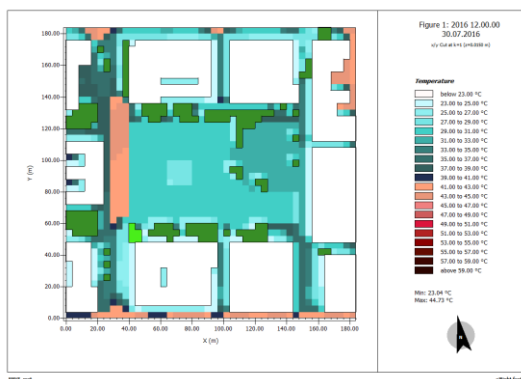 Figure 1: 2016 12.00.00
30.07.2016
x/y Cut at k=1 (z=0.0100 m)
Temperature
below 23.00 °C
23.00 to 25.00 °C
25.00 to 27.00 °C
27.00 to 29.00 °C
29.00 to 31.00 °C
31.00 to 33.00 °C
33.00 to 35.00 °C
35.00 to 37.00 °C
37.00 to 39.00 °C
39.00 to 41.00 °C
41.00 to 43.00 °C
43.00 to 45.00 °C
45.00 to 47.00 °C
47.00 to 49.00 °C
49.00 to 51.00 °C
51.00 to 53.00 °C
53.00 to 55.00 °C
55.00 to 57.00 °C
57.00 to 59.00 °C
above 59.00 °C
Min: 23.04 °C
Max: 44.73 °C
180.00
160.00
140.00
120.00
100.00
80.00
60.00
40.00
20.00
0.00
Y (m)
0.00 20.00 40.00 60.00 80.00 100.00 120.00 140.00 160.00 180.00
X (m)
N